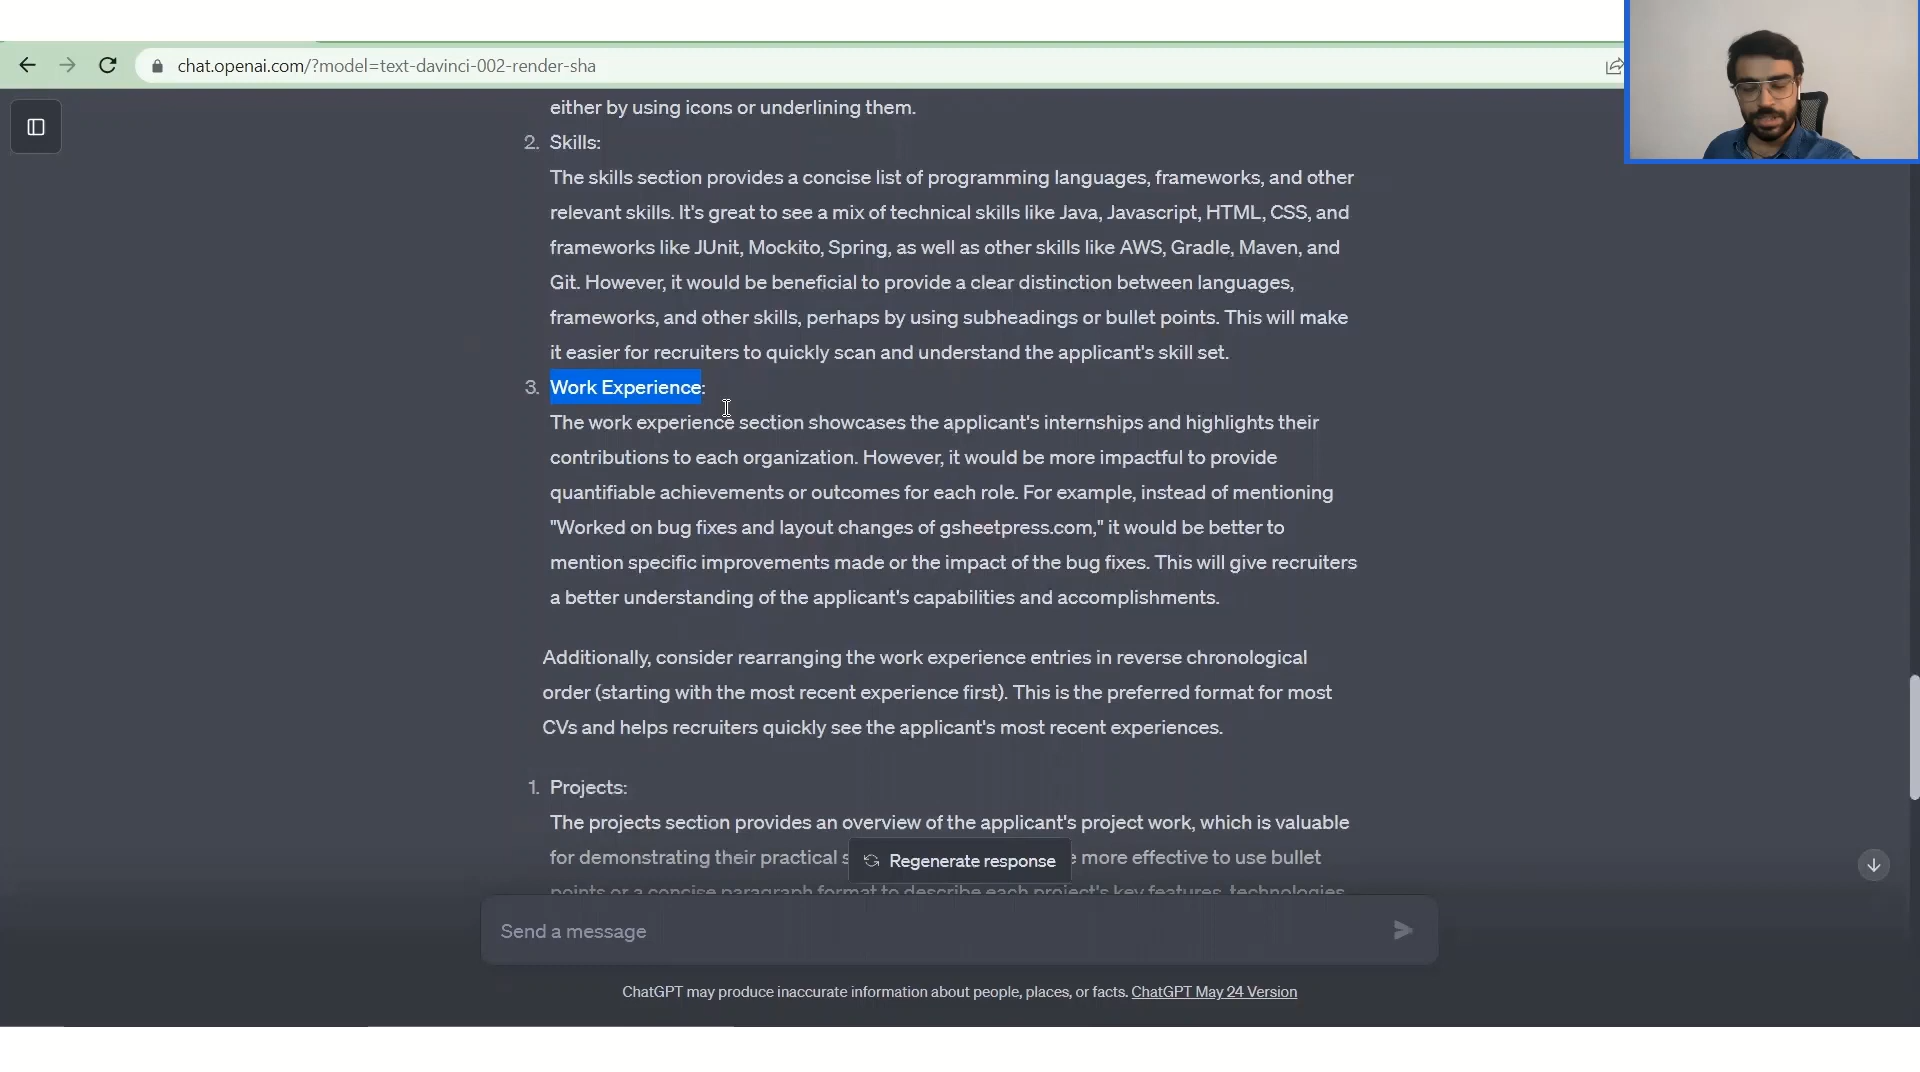 chat.openai.com/?model=text-davinci-002-render-sha
either by using icons or underlining them.
2. Skills:
The skills section provides a concise list of programming languages, frameworks, and other
relevant skills. It's great to see a mix of technical skills like Java, Javascript, HTML, CSS, and
frameworks like JUnit, Mockito, Spring, as well as other skills like AWS, Gradle, Maven, and
Git. However, it would be beneficial to provide a clear distinction between languages,
frameworks, and other skills, perhaps by using subheadings or bullet points. This will make
it easier for recruiters to quickly scan and understand the applicant's skill set.
3. Work Experience:
The work experience section showcases the applicant's internships and highlights their
contributions to each organization. However, it would be more impactful to provide
quantifiable achievements or outcomes for each role. For example, instead of mentioning
"Worked on bug fixes and layout changes of gsheetpress.com," it would be better to
mention specific improvements made or the impact of the bug fixes. This will give recruiters
a better understanding of the applicant's capabilities and accomplishments.
Additionally, consider rearranging the work experience entries in reverse chronological
order (starting with the most recent experience first). This is the preferred format for most
CVs and helps recruiters quickly see the applicant's most recent experiences.
1. Projects:
The projects section provides an overview of the applicant's project work, which is valuable
for demonstrating their practical more effective to use bullet
Regenerate response
points or a concise paragraph format to describe each project's key features, technologies
Send a message
ChatGPT may produce inaccurate information about people, places, or facts. ChatGPT May 24 Version